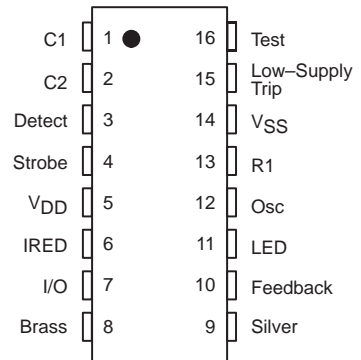 C1 1 16 Test
C2 2 15 Low–Supply Trip
Detect 3 14 VSS
Strobe 4 13 R1
VDD 5 12 Osc
IRED 6 11 LED
I/O 7 10 Feedback
Brass 8 9 Silver